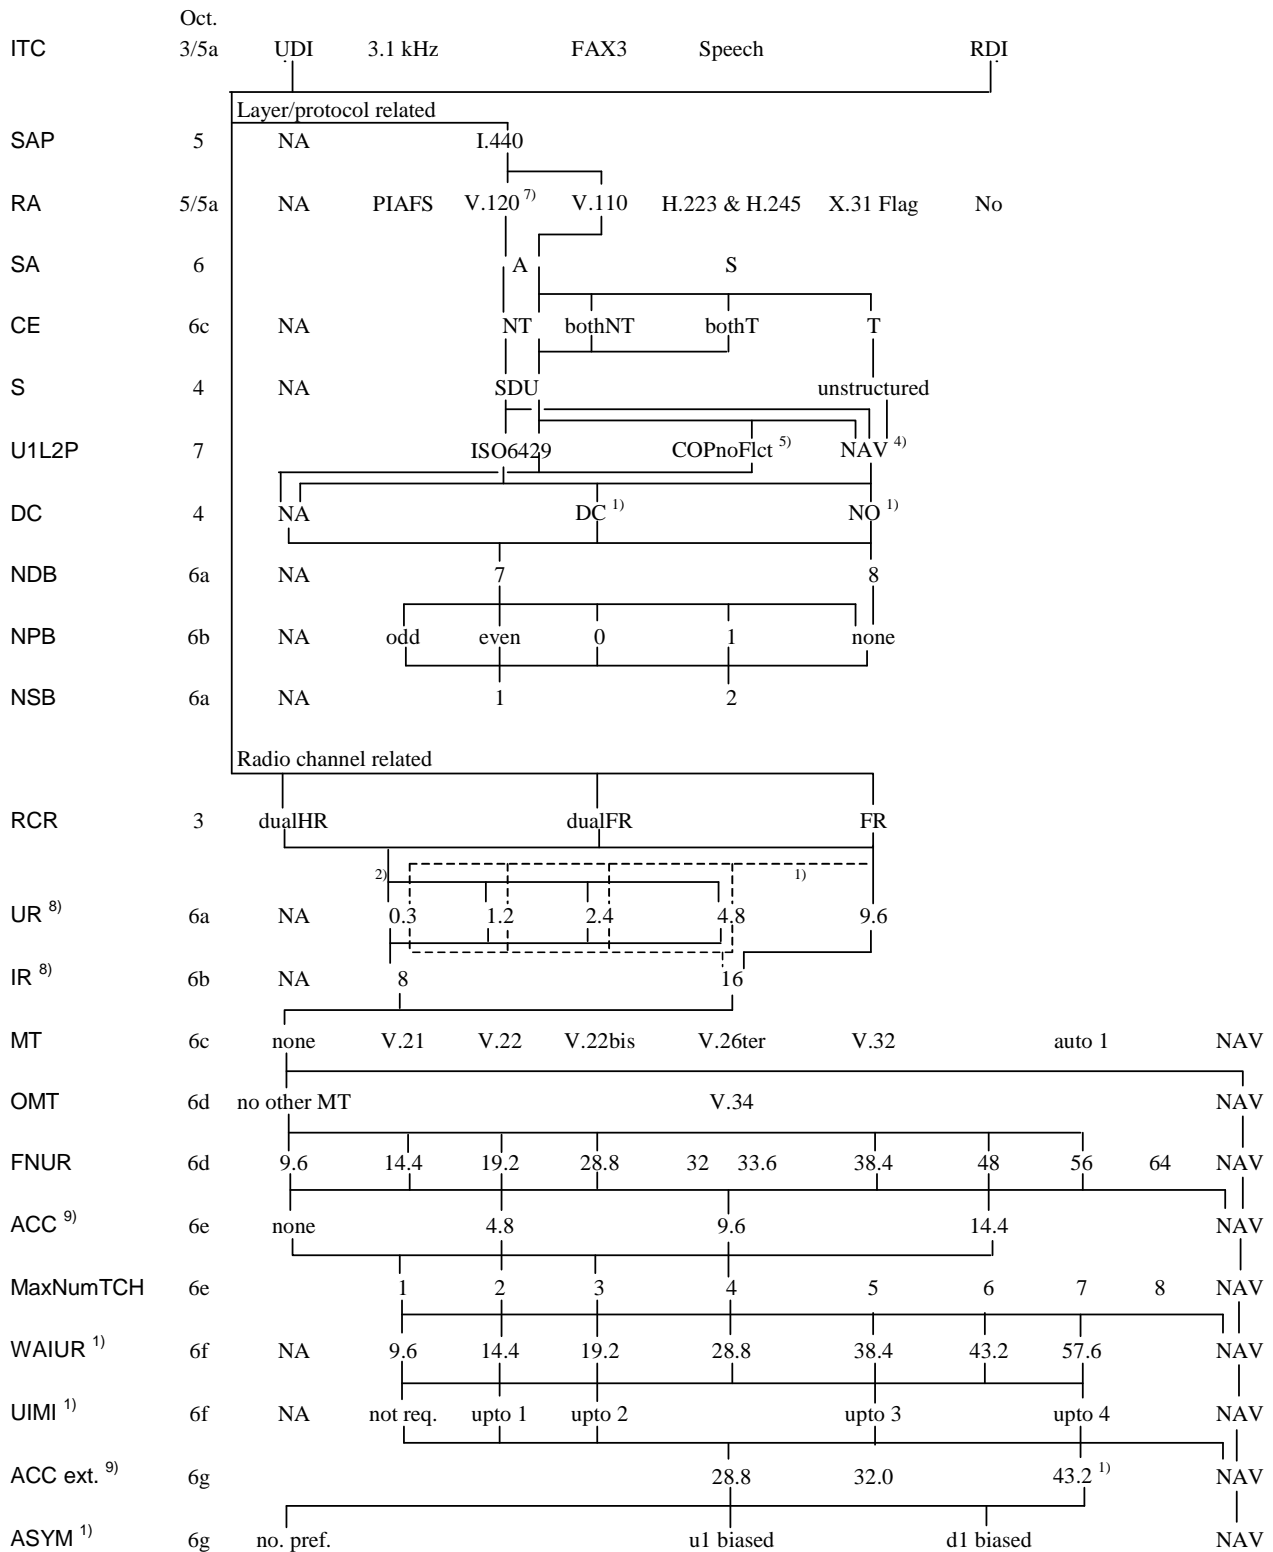 Oct.
ITC 3/5a UDI 3.1 kHz FAX3 Speech RDI
Layer/protocol related
SAP 5 NA I.440
RA 5/5a NA PIAFS V.120 7) V.110 H.223 & H.245 X.31 Flag No
SA 6 A S
CE 6c NA NT bothNT bothT T
S 4 NA SDU unstructured
U1L2P 7 ISO6429 COPnoFlct 5) NAV 4)
DC 4 NA DC 1) NO 1)
NDB 6a NA 7 8
NPB 6b NA odd even 0 1 none
NSB 6a NA 1 2
Radio channel related
RCR 3 dualHR dualFR FR
2) 1)
UR 8) 6a NA 0.3 1.2 2.4 4.8 9.6
IR 8) 6b NA 8 16
MT 6c none V.21 V.22 V.22bis V.26ter V.32 auto 1 NAV
OMT 6d no other MT V.34 NAV
FNUR 6d 9.6 14.4 19.2 28.8 32 33.6 38.4 48 56 64 NAV
ACC 9) 6e none 4.8 9.6 14.4 NAV
MaxNumTCH 6e 1 2 3 4 5 6 7 8 NAV
WAIUR 1) 6f NA 9.6 14.4 19.2 28.8 38.4 43.2 57.6 NAV
UIMI 1) 6f NA not req. upto 1 upto 2 upto 3 upto 4 NAV
ACC ext. 9) 6g 28.8 32.0 43.2 1) NAV
ASYM 1) 6g no. pref. u1 biased d1 biased NAV